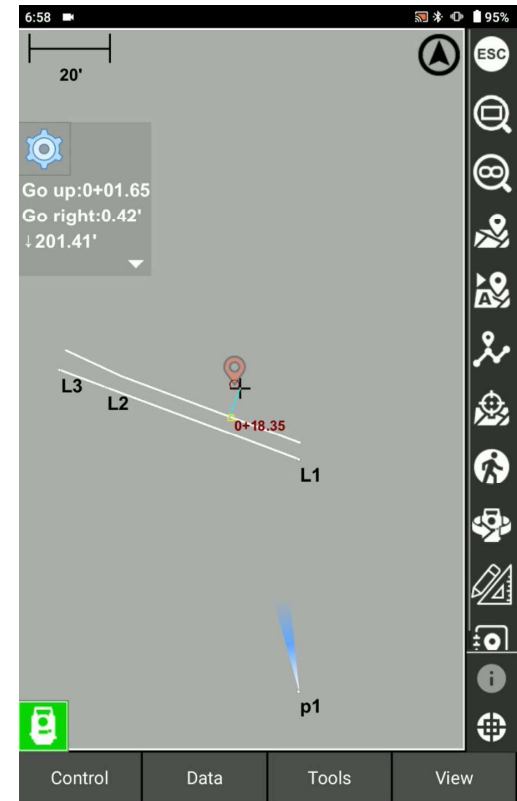 6:58
95%
ESC
20'
Go up:0+01.65
Go right:0.42'
↓201.41'
A
L3
L2
0+18.35
L1
p1
Control
Data
Tools
View